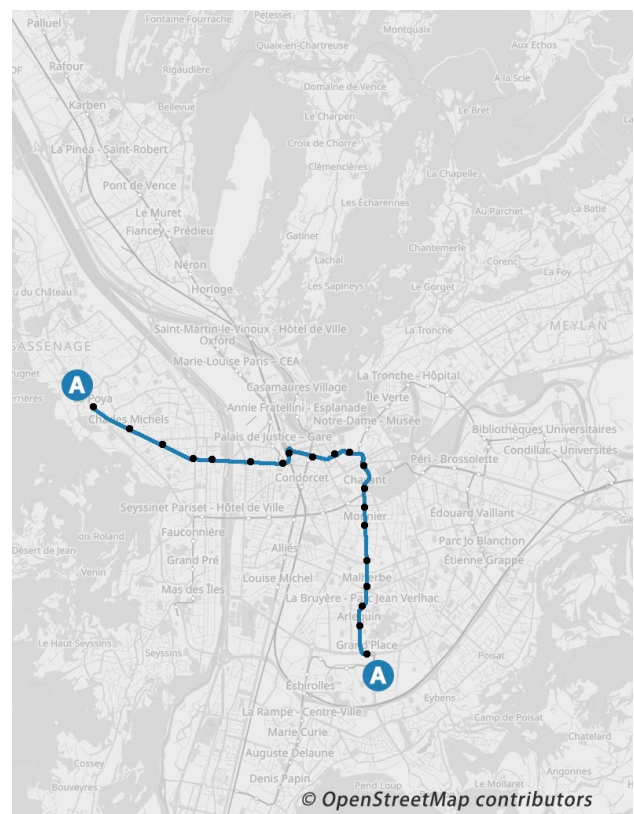 Palluel
Fontaine Fourrache
Petesset
Montquaix
Quaix-en-Chartreuse
Aux Echos
Rafour
Rigaudière
Domaine de Vence
A la Scie
Karben
Bellevue
Le Charpen
Le Bret
La Pinéa - Saint-Robert
Croix de Chorre
Clémencières
La Chapelle
Pont de Vence
Le Muret
Les Écharennes
Au Parchet
La Batie
Fiancey - Prédieu
Gatinet
Chantemerle
Néron
Lachal
Corenc
La Foy
Horloge
Les Sapineys
Le Gorget
u du Château
Saint-Martin-le-Vinoux - Hôtel de Ville
Oxford
La Tronche
MEYLAN
SASSENAGE
Marie-Louise Paris – CEA
A
Casamaures Village
La Tronche - Hôpital
Poya
Île Verte
Annie Fratellini - Esplanade
Charles Michels
Notre-Dame - Musée
Bibliothèques Universitaires
Palais de Justice – Gare
Condillac - Universités
Péri - Brossolette
Condorcet
Chavant
Seyssinet Pariset - Hôtel de Ville
Mounier
Édouard Vaillant
Fauconnière
Parc Jo Blanchon
Désert de Jean
Alliés
Grand Pré
Étienne Grappe
Venin
Louise Michel
Malherbe
Mas des Îles
La Bruyère - Parc Jean Verlhac
Arlequin
Le Haut Seyssins
Seyssins
Grand'Place
Poisat
A
Échirolles
Eybens
La Rampe - Centre-Ville
Camp de Poisat
Marie Curie
Chatelard
Auguste Delaune
Cossey
Angonnes
Denis Papin
Bouveyres
Pend Loup
Le Mollaret
© OpenStreetMap contributors